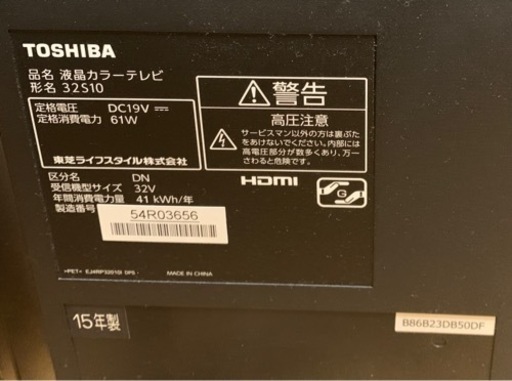 TOSHIBA
品名 液晶カラーテレビ
形名 32S10
定格電圧 DC19V ⎓
定格消費電力 61W
東芝ライフスタイル株式会社
区分名 DN
受信機型サイズ 32V
年間消費電力量 41 kWh/年
製造番号
54R03656
警告
高圧注意
サービスマン以外の方は裏ぶた
をあけないでください。内部には
高電圧部分が数多くあり、万一
さわると危険です。
HDMI
G
MADE IN CHINA
15年製
B86B23DB50DF